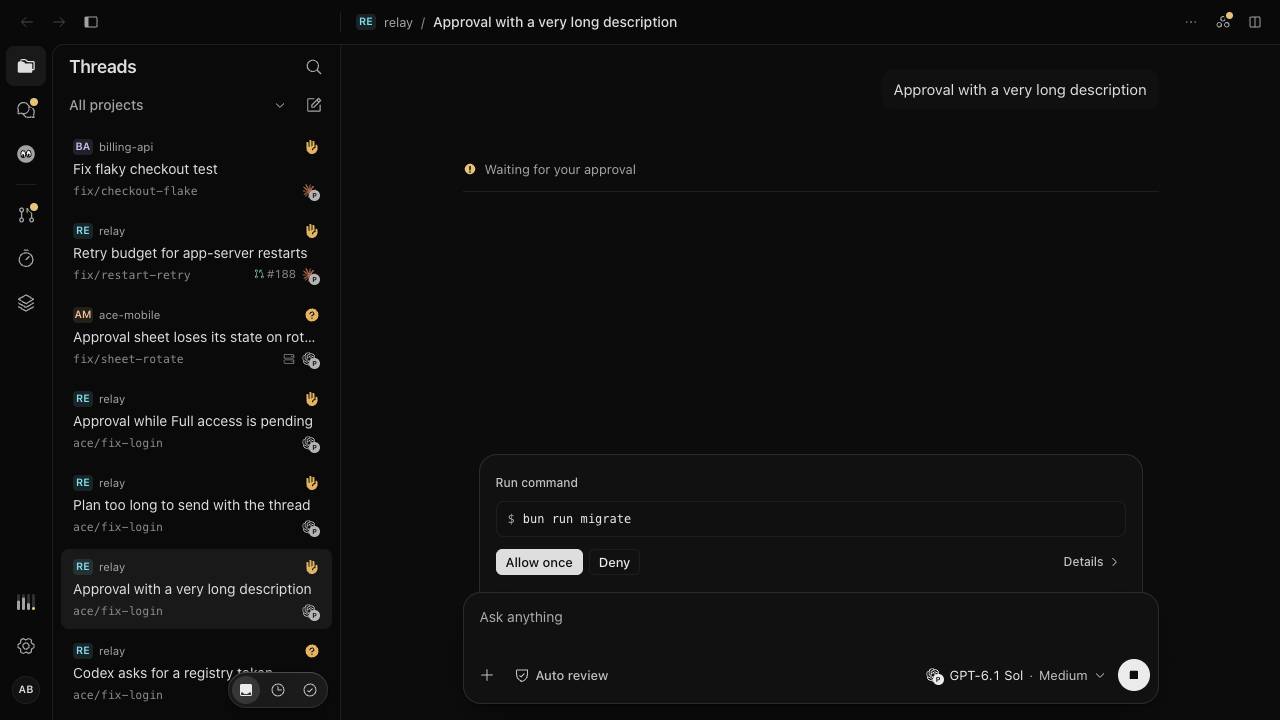 RE relay / Approval with a very long description
Threads
All projects
BA billing-api
Fix flaky checkout test
fix/checkout-flake
RE relay
Retry budget for app-server restarts
fix/restart-retry #188
AM ace-mobile
Approval sheet loses its state on rot...
fix/sheet-rotate
RE relay
Approval while Full access is pending
ace/fix-login
RE relay
Plan too long to send with the thread
ace/fix-login
RE relay
Approval with a very long description
ace/fix-login
RE relay
Codex asks for a registry token
ace/fix-login
AB
Approval with a very long description
Waiting for your approval
Run command
$ bun run migrate
Allow once Deny Details
Ask anything
Auto review GPT-6.1 Sol · Medium